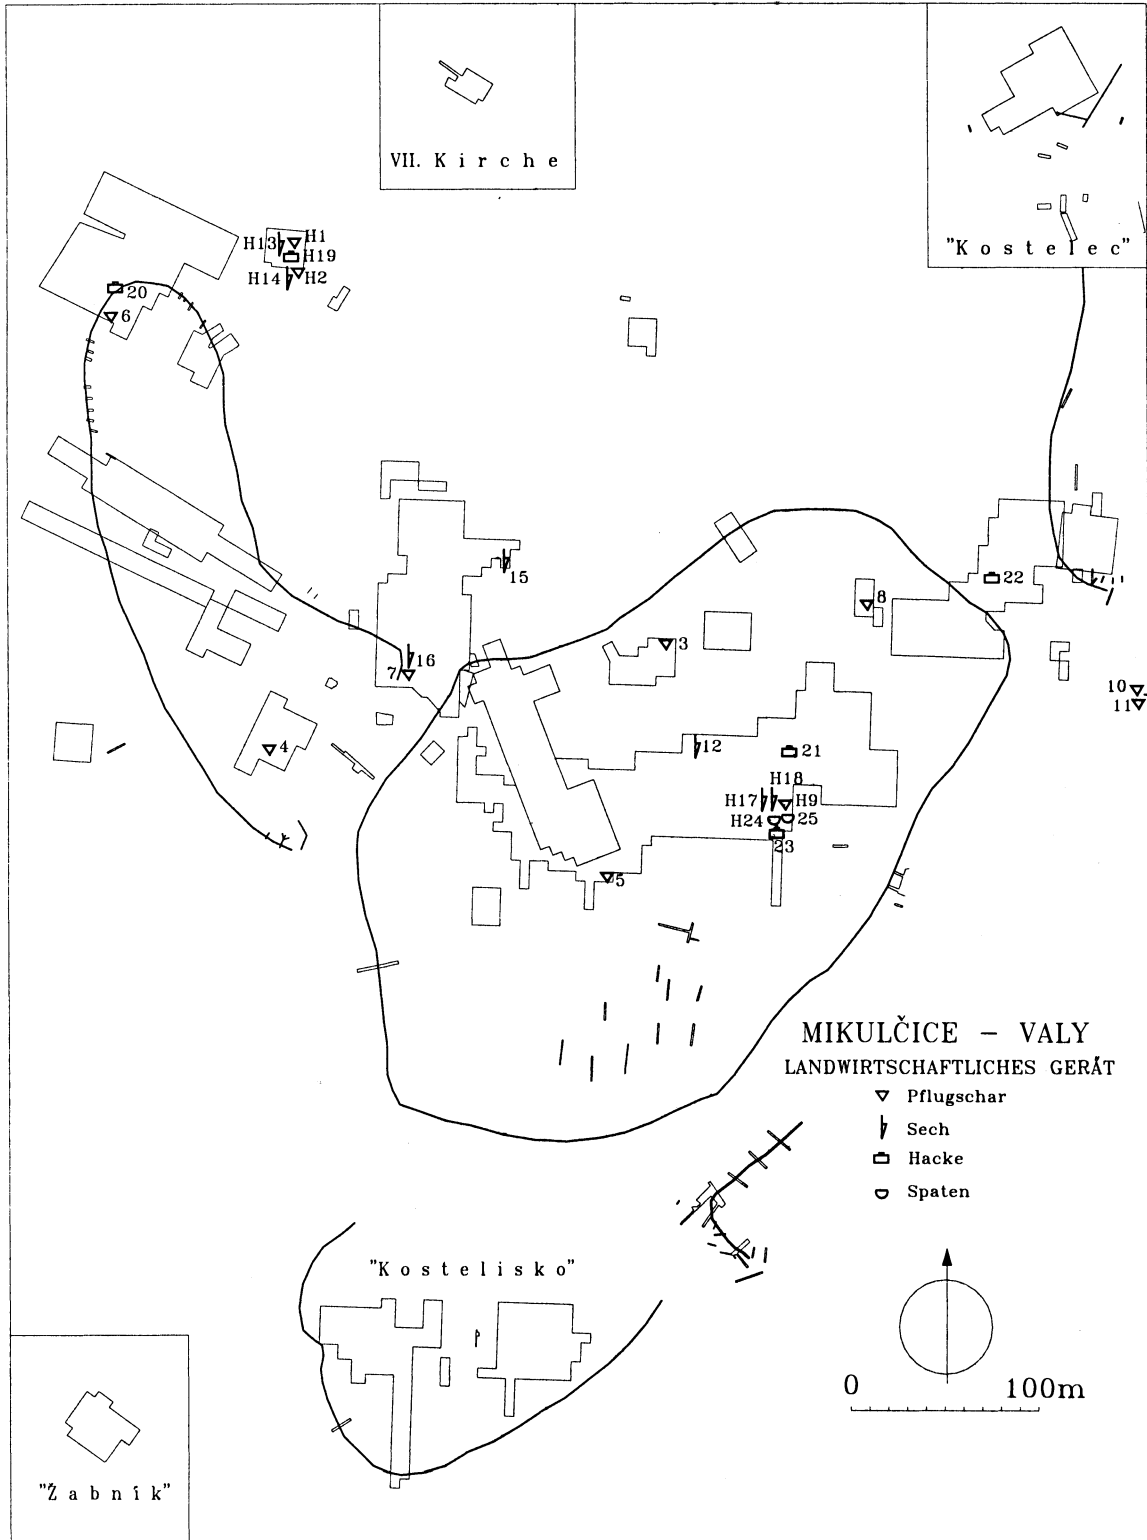 VII. K i r c h e
"K o s t e l e c"
H13 H1
H19
H14 H2
20
6
15
22
8
3
16
7
10
11
4
12
21
H18
H17 H9
H24 25
23
5
MIKULČICE – VALY
LANDWIRTSCHAFTLICHES GERÄT
Pflugschar
Sech
Hacke
Spaten
"K o s t e l i s k o"
0 100m
"Ž a b n í k"